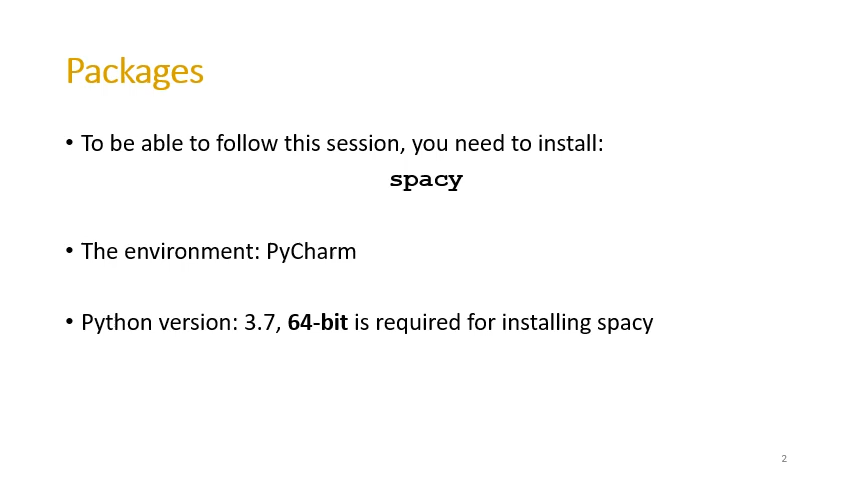 Packages
• To be able to follow this session, you need to install:
spacy
• The environment: PyCharm
• Python version: 3.7, 64-bit is required for installing spacy
2